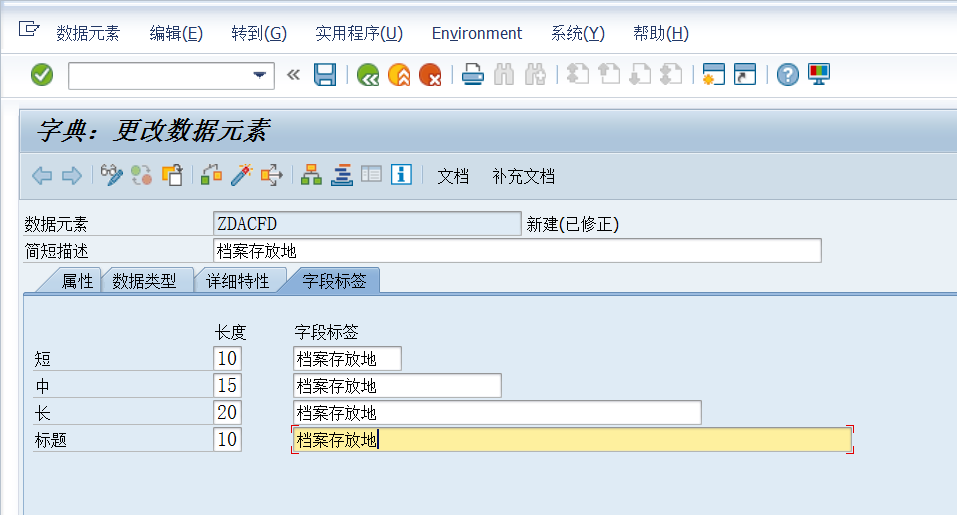 数据元素 编辑(E) 转到(G) 实用程序(U) Environment 系统(Y) 帮助(H)
字典：更改数据元素
文档 补充文档
数据元素 ZDACFD 新建(已修正)
简短描述 档案存放地
属性 数据类型 详细特性 字段标签
长度 字段标签
短 10 档案存放地
中 15 档案存放地
长 20 档案存放地
标题 10 档案存放地